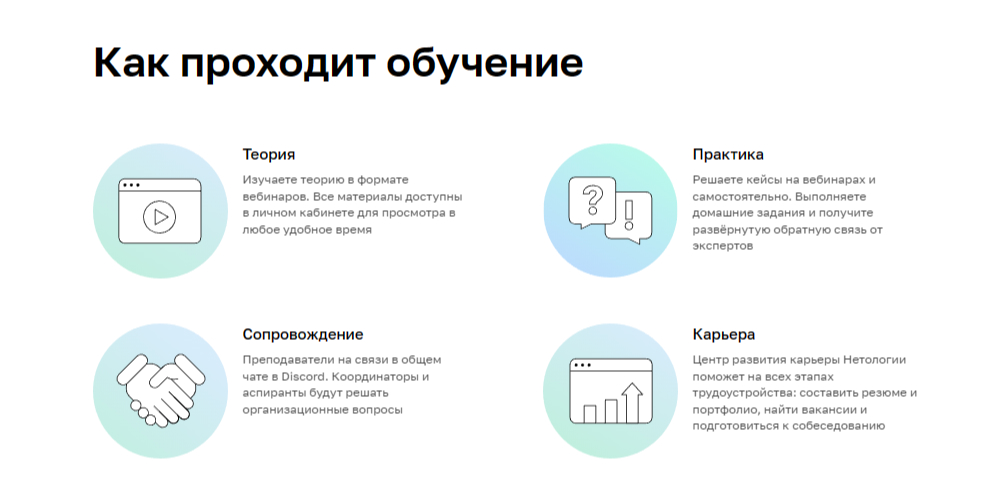 Как проходит обучение
Теория
Изучаете теорию в формате
вебинаров. Все материалы доступны
в личном кабинете для просмотра в
любое удобное время
Практика
Решаете кейсы на вебинарах и
самостоятельно. Выполняете
домашние задания и получите
развёрнутую обратную связь от
экспертов
Сопровождение
Преподаватели на связи в общем
чате в Discord. Координаторы и
аспиранты будут решать
организационные вопросы
Карьера
Центр развития карьеры Нетологии
поможет на всех этапах
трудоустройства: составить резюме и
портфолио, найти вакансии и
подготовиться к собеседованию